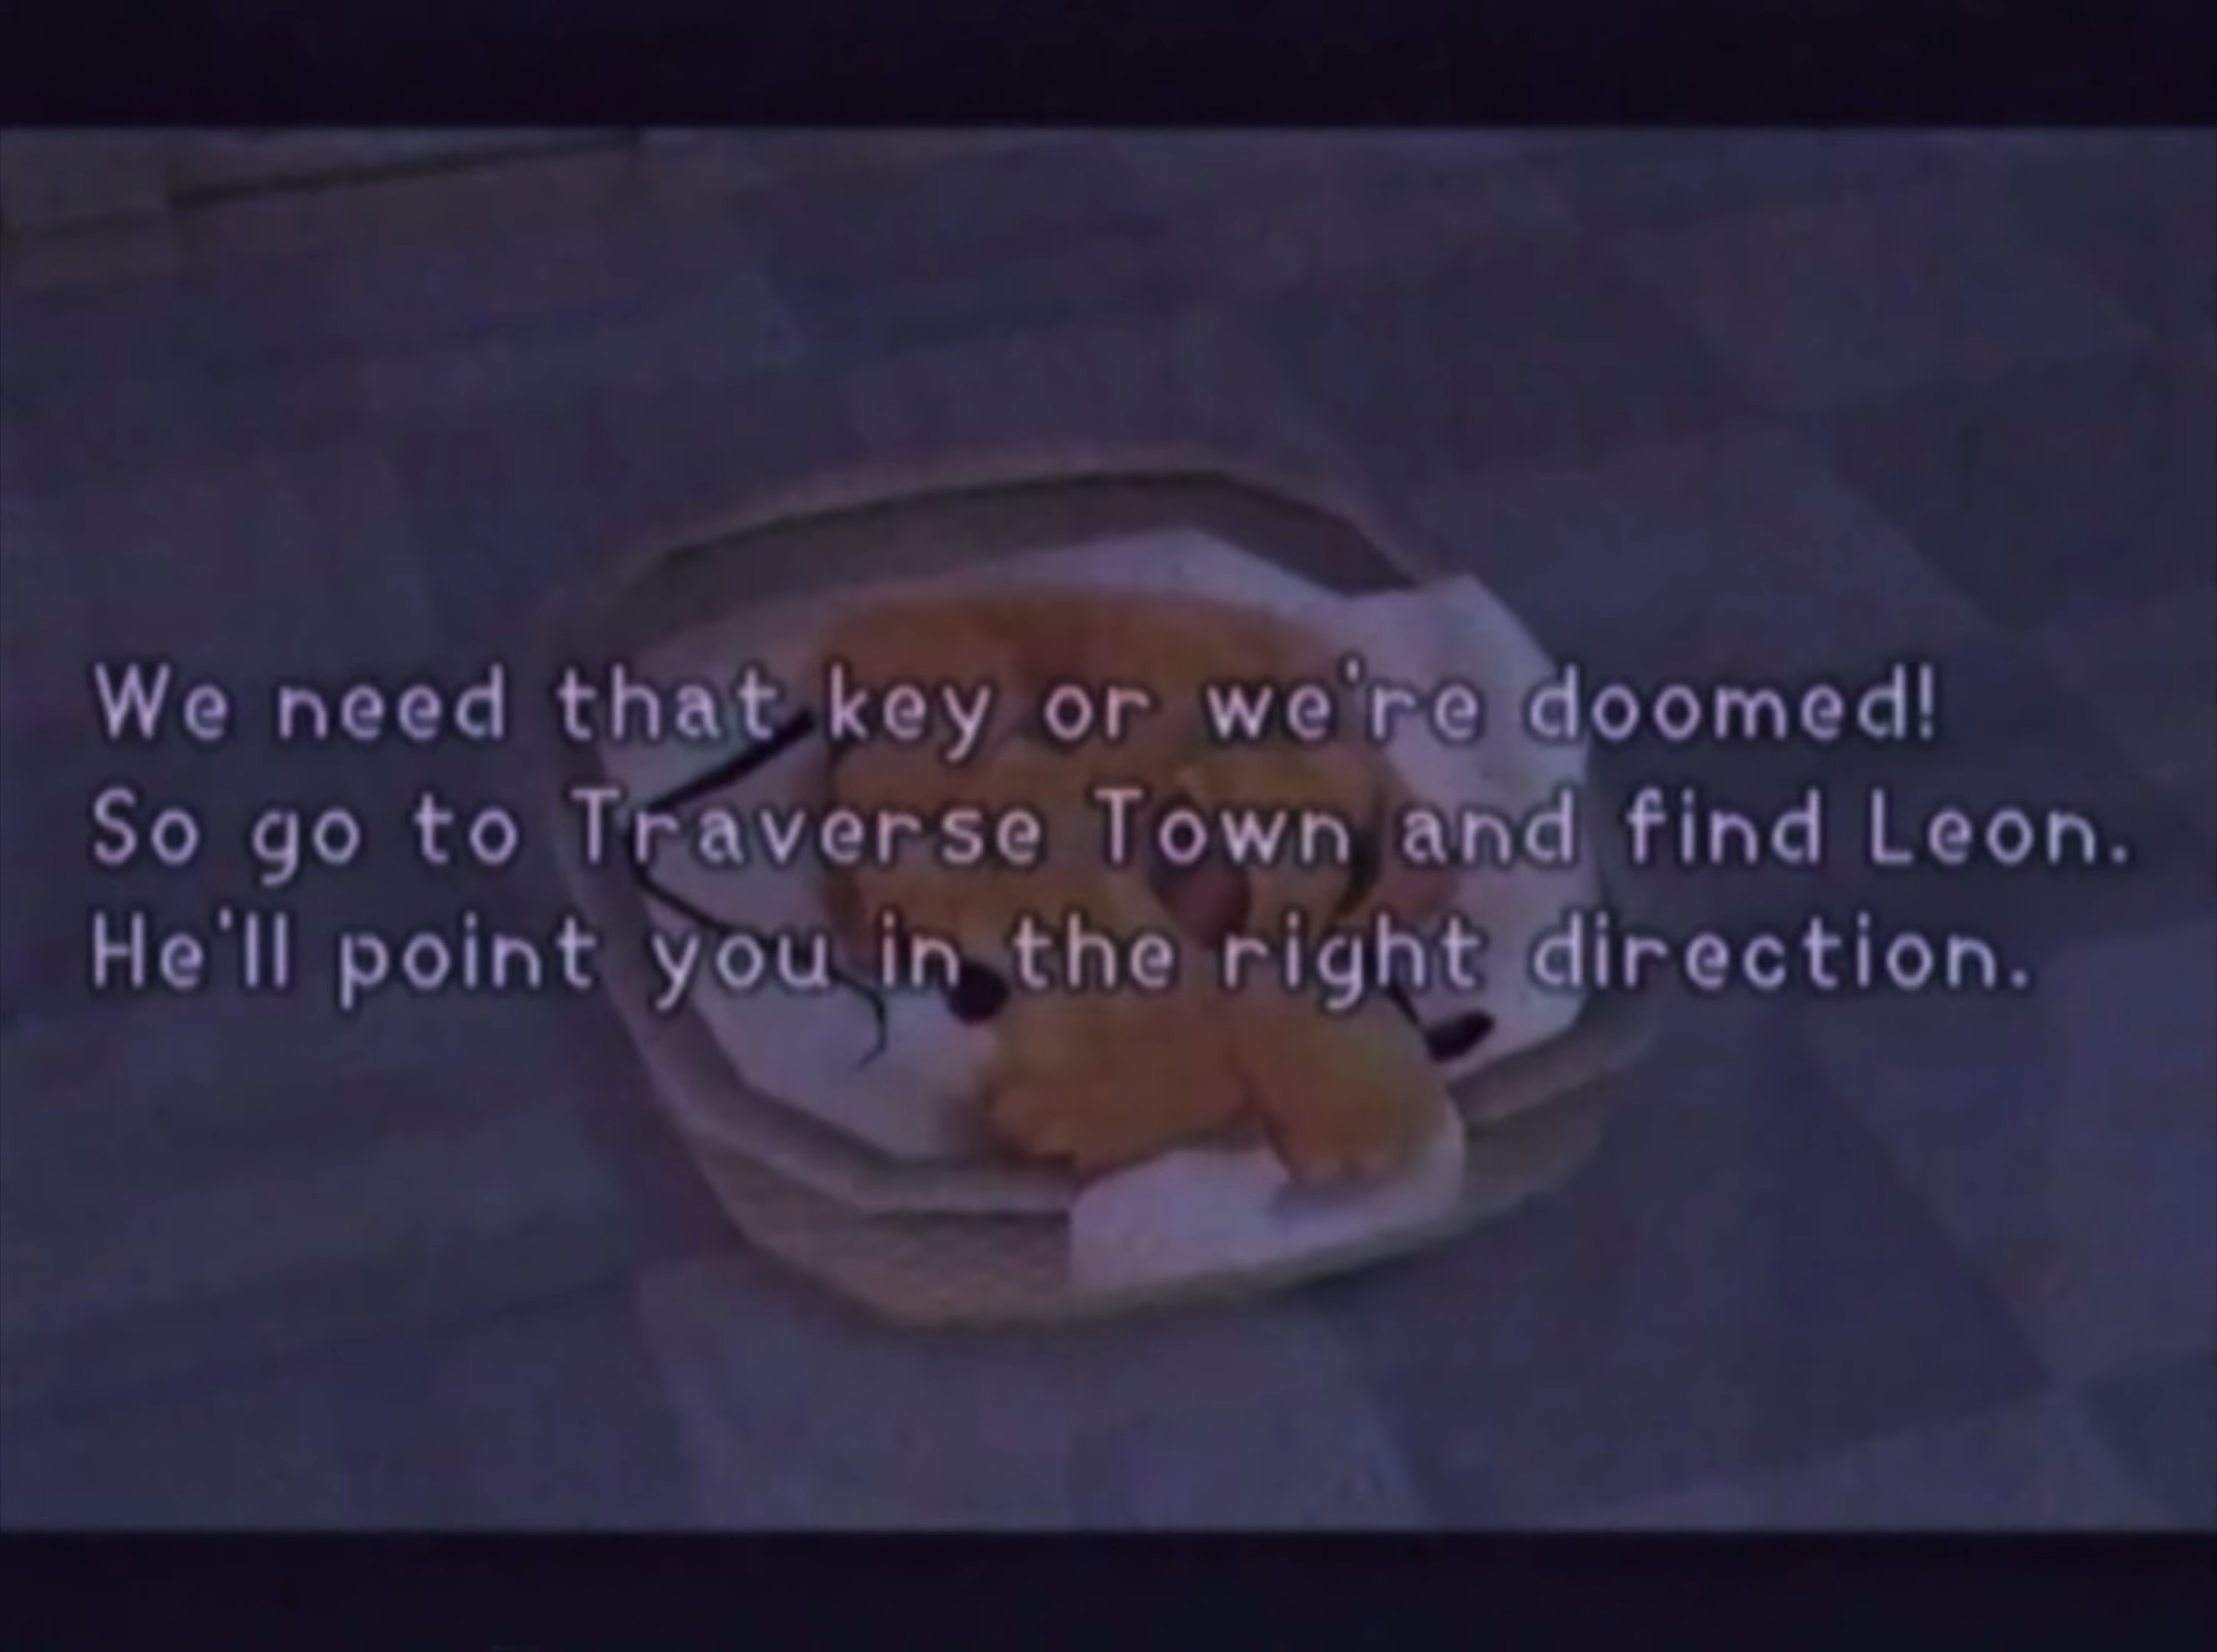 We need that key or we're doomed!
So go to Traverse Town and find Leon.
He'll point you in the right direction.